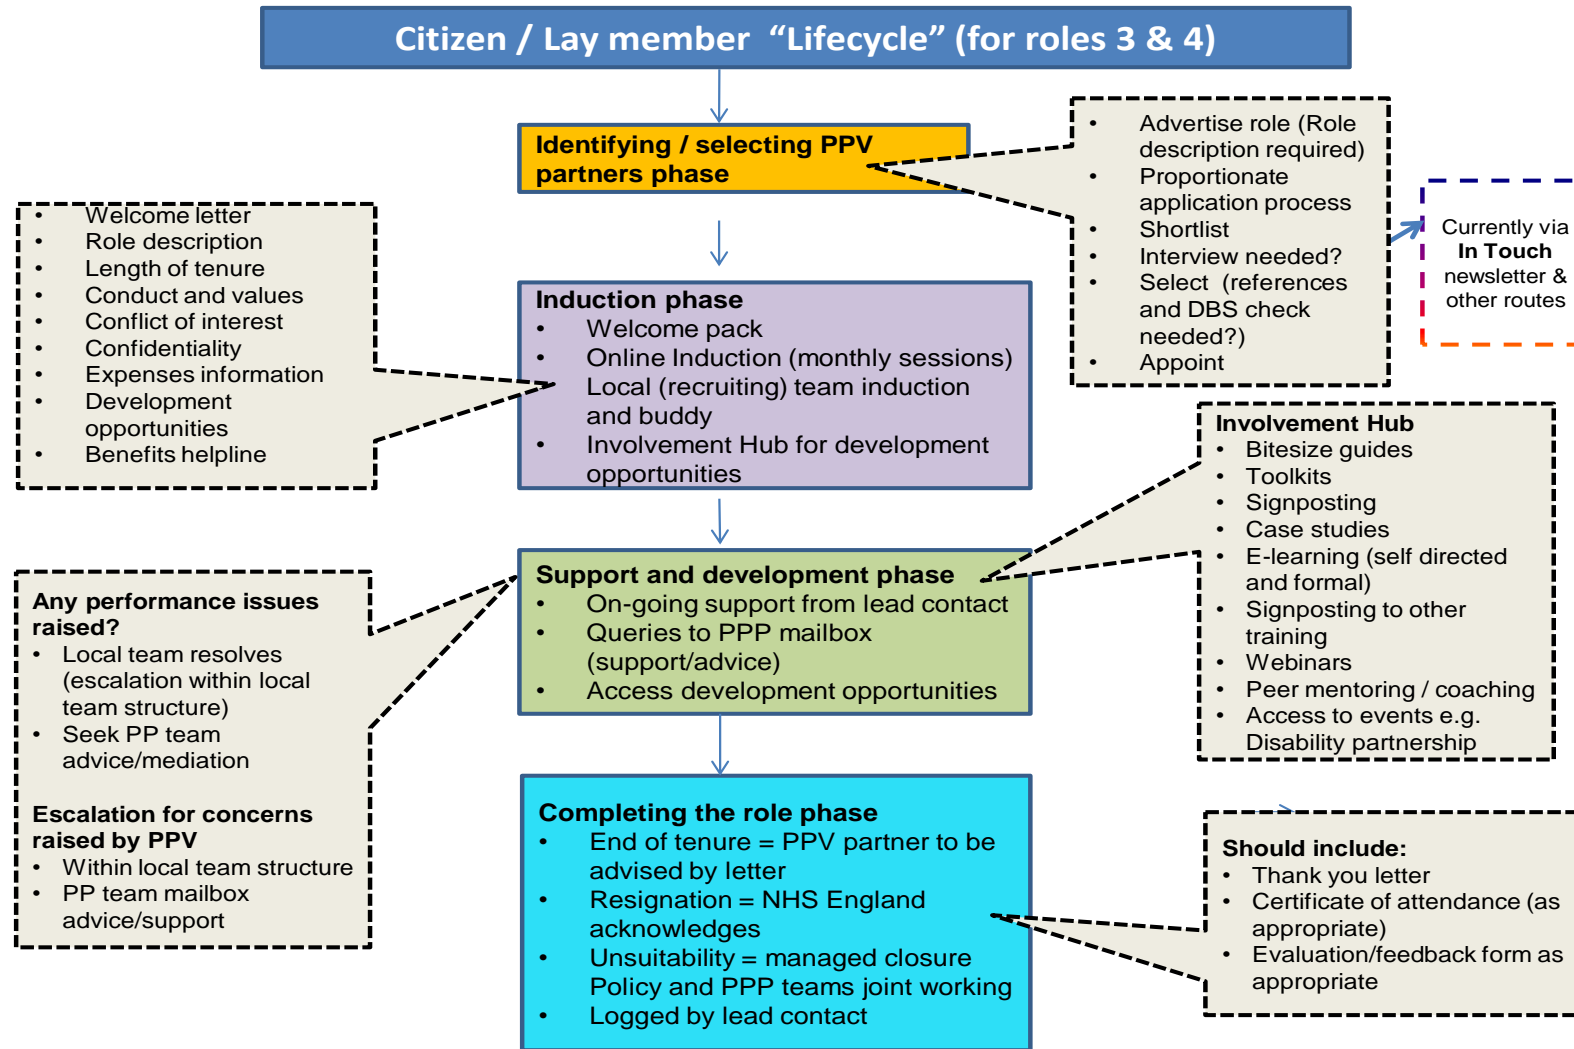 Citizen / Lay member “Lifecycle” (for roles 3 & 4)
Identifying / selecting PPV
partners phase
• Advertise role (Role
description required)
• Proportionate
application process
• Shortlist
• Interview needed?
• Select (references
and DBS check
needed?)
• Appoint
Currently via
In Touch
newsletter &
other routes
• Welcome letter
• Role description
• Length of tenure
• Conduct and values
• Conflict of interest
• Confidentiality
• Expenses information
• Development
opportunities
• Benefits helpline
Induction phase
• Welcome pack
• Online Induction (monthly sessions)
• Local (recruiting) team induction
and buddy
• Involvement Hub for development
opportunities
Involvement Hub
• Bitesize guides
• Toolkits
• Signposting
• Case studies
• E-learning (self directed
and formal)
• Signposting to other
training
• Webinars
• Peer mentoring / coaching
• Access to events e.g.
Disability partnership
Support and development phase
• On-going support from lead contact
• Queries to PPP mailbox
(support/advice)
• Access development opportunities
Any performance issues
raised?
• Local team resolves
(escalation within local
team structure)
• Seek PP team
advice/mediation
Escalation for concerns
raised by PPV
• Within local team structure
• PP team mailbox
advice/support
Completing the role phase
• End of tenure = PPV partner to be
advised by letter
• Resignation = NHS England
acknowledges
• Unsuitability = managed closure
Policy and PPP teams joint working
• Logged by lead contact
Should include:
• Thank you letter
• Certificate of attendance (as
appropriate)
• Evaluation/feedback form as
appropriate